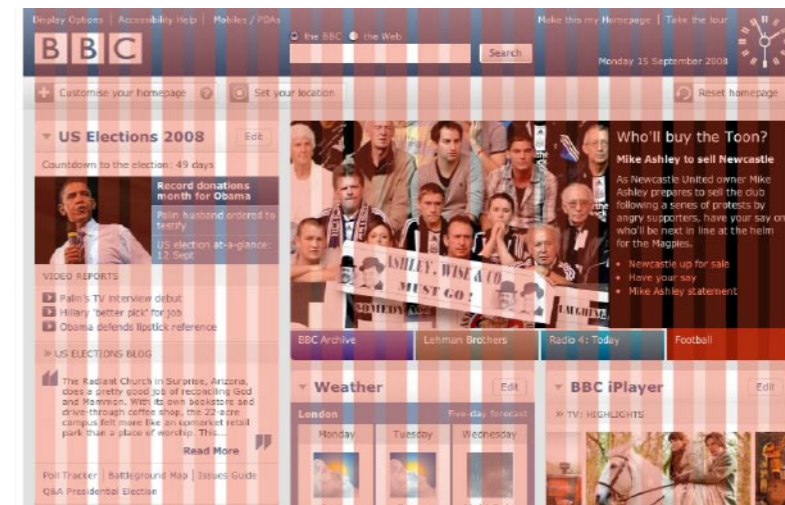 Display Options | Accessibility Help | Mobiles / PDAs
Make this my Homepage | Take the tour
BBC
the BBC the Web
Search
Monday 15 September 2008
Customise your homepage ?
Set your location
Reset homepage
US Elections 2008 Edit
Countdown to the election: 49 days
Record donations
month for Obama
Palin husband ordered to
testify
US election at-a-glance:
12 Sept
VIDEO REPORTS
Palin's TV interview debut
Hillary 'better pick' for job
Obama defends lipstick reference
» US ELECTIONS BLOG
The Radiant Church in Surprise, Arizona,
does a pretty good job of reconciling God
and Mammon. With its own bookstore and
drive-through coffee shop, the 22-acre
campus felt more like an upmarket retail
park than a place of worship. This...
Read More
Poll Tracker | Battleground Map | Issues Guide
Q&A Presidential Election
ASHLEY, WISE & CO
MUST GO!
COMEDY
LAUGHING
Who'll buy the Toon?
Mike Ashley to sell Newcastle
As Newcastle United owner Mike
Ashley prepares to sell the club
following a series of protests by
angry supporters, have your say on
who'll be next in line at the helm
for the Magpies.
• Newcastle up for sale
• Have your say
• Mike Ashley statement
BBC Archive
Lehman Brothers
Radio 4: Today
Football
Weather Edit
London Five-day forecast
Monday Tuesday Wednesday
BBC iPlayer Edit
» TV: HIGHLIGHTS